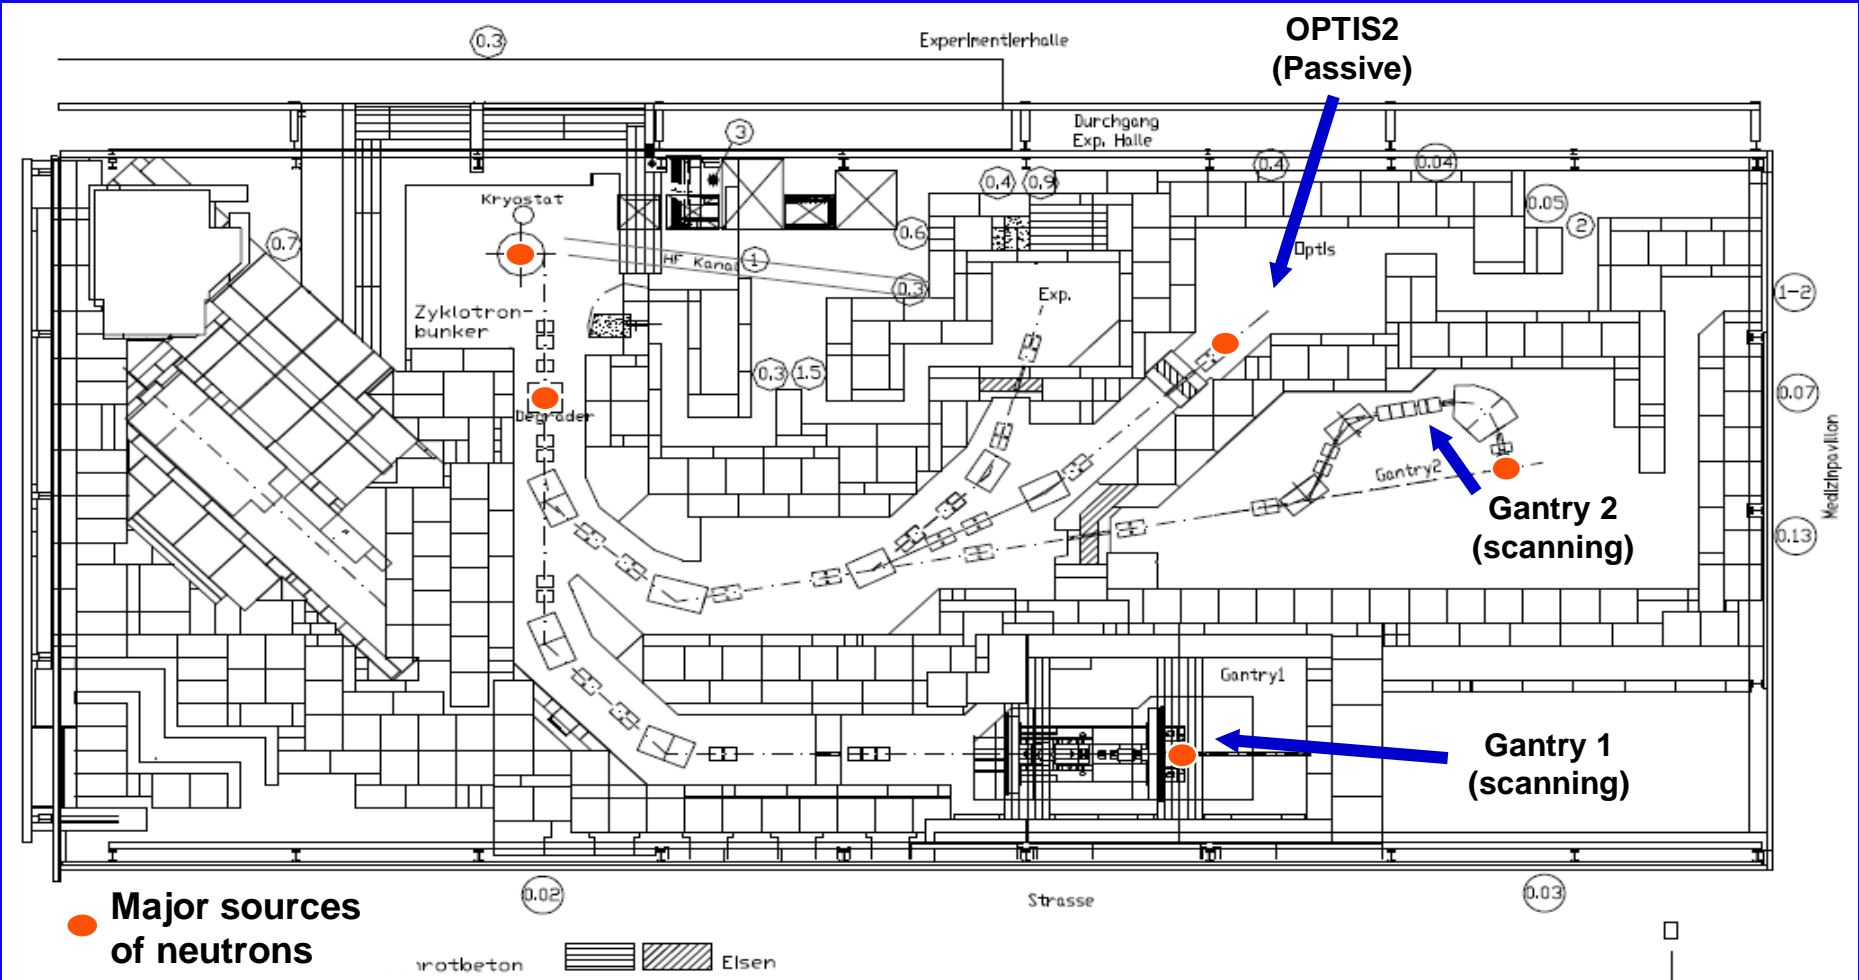 OPTIS2
(Passive)
0.3
Experimentierhalle
Durchgang
Exp. Halle
3
0.4
0.9
0.4
0.04
0.05
2
Kryostat
0.7
0.6
Optis
HF Kanal
1
0.3
Exp.
1-2
Zyklotron-
bunker
0.3
1.5
0.07
Degrader
Medizinpavillon
Gantry2
Gantry 2
(scanning)
0.13
Gantry1
Gantry 1
(scanning)
0.02
Strasse
0.03
Major sources
of neutrons
Eisen